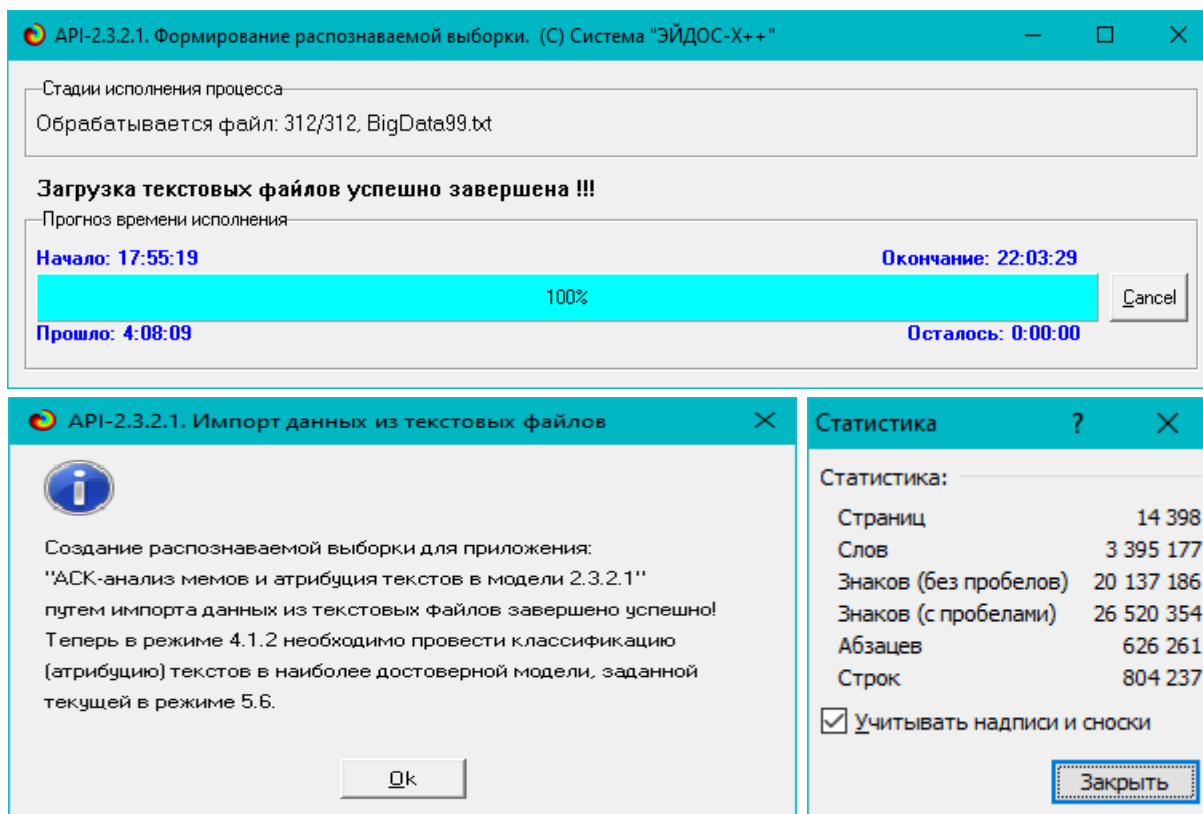 API-2.3.2.1. Формирование распознаваемой выборки. (C) Система "ЭЙДОС-X++"
Стадии исполнения процесса
Обрабатывается файл: 312/312, BigData99.txt
Загрузка текстовых файлов успешно завершена !!!
Прогноз времени исполнения
Начало: 17:55:19 Окончание: 22:03:29
100% Cancel
Прошло: 4:08:09 Осталось: 0:00:00
API-2.3.2.1. Импорт данных из текстовых файлов
Создание распознаваемой выборки для приложения:
"АСК-анализ мемов и атрибуция текстов в модели 2.3.2.1"
путем импорта данных из текстовых файлов завершено успешно!
Теперь в режиме 4.1.2 необходимо провести классификацию
(атрибуцию) текстов в наиболее достоверной модели, заданной
текущей в режиме 5.6.
Ok
Статистика ?
Статистика:
Страниц 14 398
Слов 3 395 177
Знаков (без пробелов) 20 137 186
Знаков (с пробелами) 26 520 354
Абзацев 626 261
Строк 804 237
Учитывать надписи и сноски
Закрыть